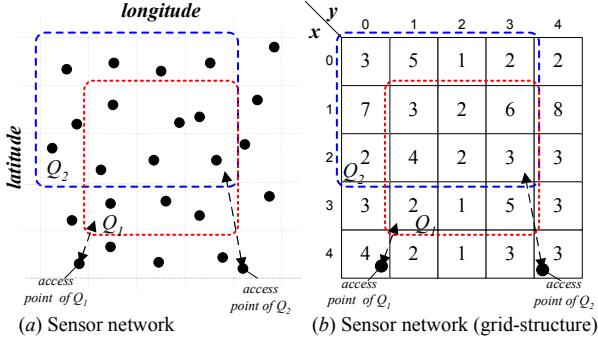 longitude
latitude
Q2
Q1
access
point of Q1
access
point of Q2
(a) Sensor network
y
x
0 1 2 3 4
0 3 5 1 2 2
1 7 3 2 6 8
2 2 4 2 3 3
Q2
3 3 2 1 5 3
Q1
4 4 2 1 3 3
access
point of Q1
access
point of Q2
(b) Sensor network (grid-structure)